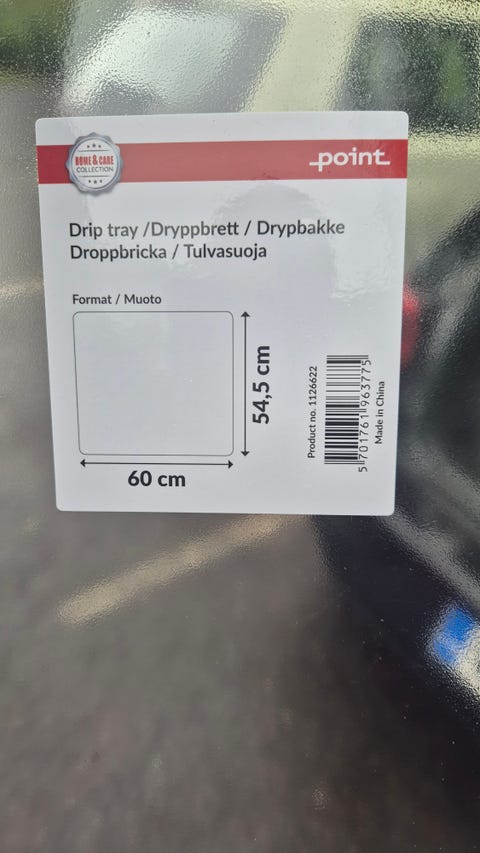 HOME & CARE
COLLECTION
point
Drip tray /Dryppbrett / Drypbakke
Droppbricka / Tulvasuoja
Format / Muoto
54,5 cm
60 cm
Product no. 1126622
5 701761 963775
Made in China